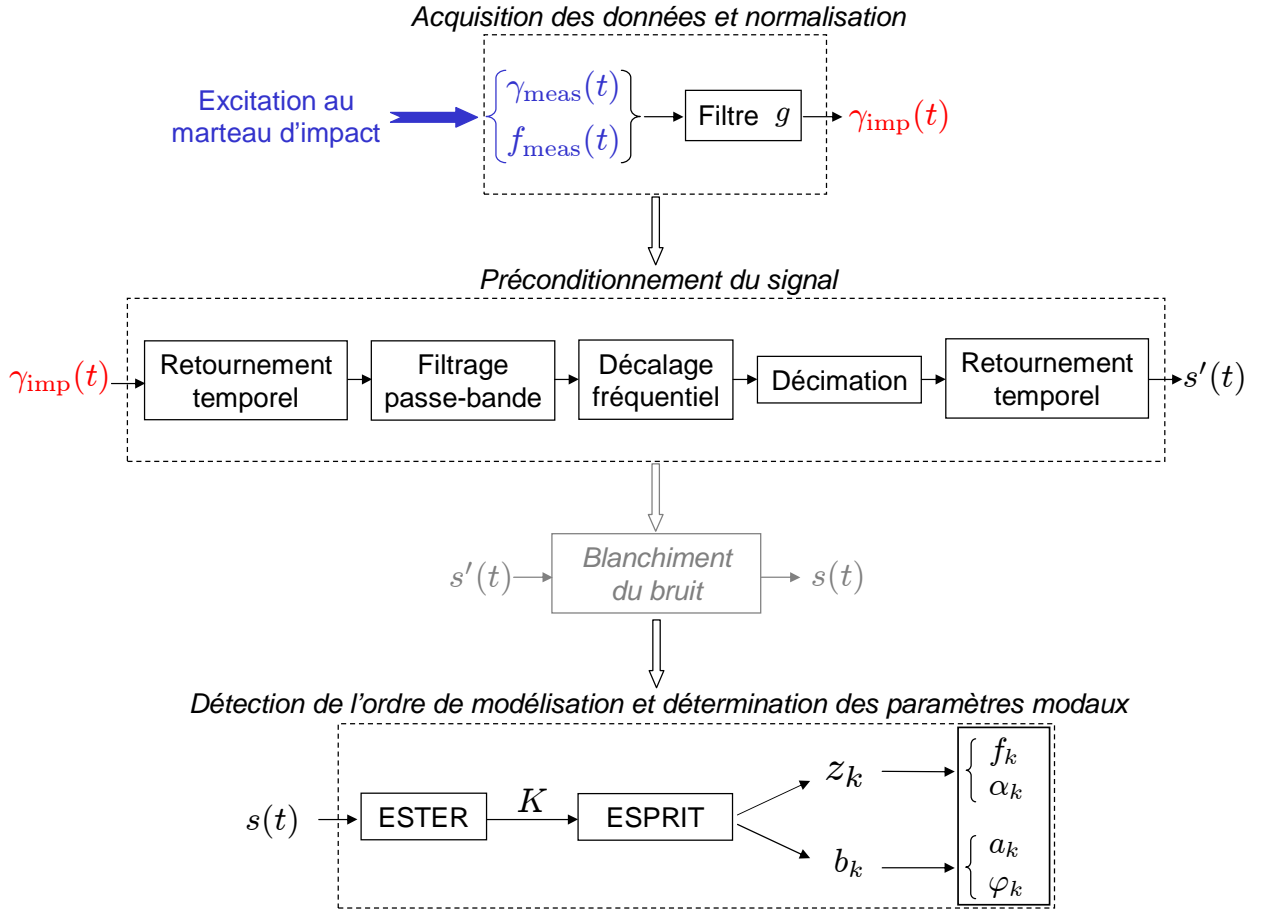 Acquisition des données et normalisation
Excitation au
marteau d'impact
γmeas(t)
fmeas(t)
Filtre g
γimp(t)
Préconditionnement du signal
γimp(t)
Retournement
temporel
Filtrage
passe-bande
Décalage
fréquentiel
Décimation
Retournement
temporel
s'(t)
s'(t)
Blanchiment
du bruit
s(t)
Détection de l'ordre de modélisation et détermination des paramètres modaux
s(t)
ESTER
K
ESPRIT
zk
fk
αk
bk
ak
φk